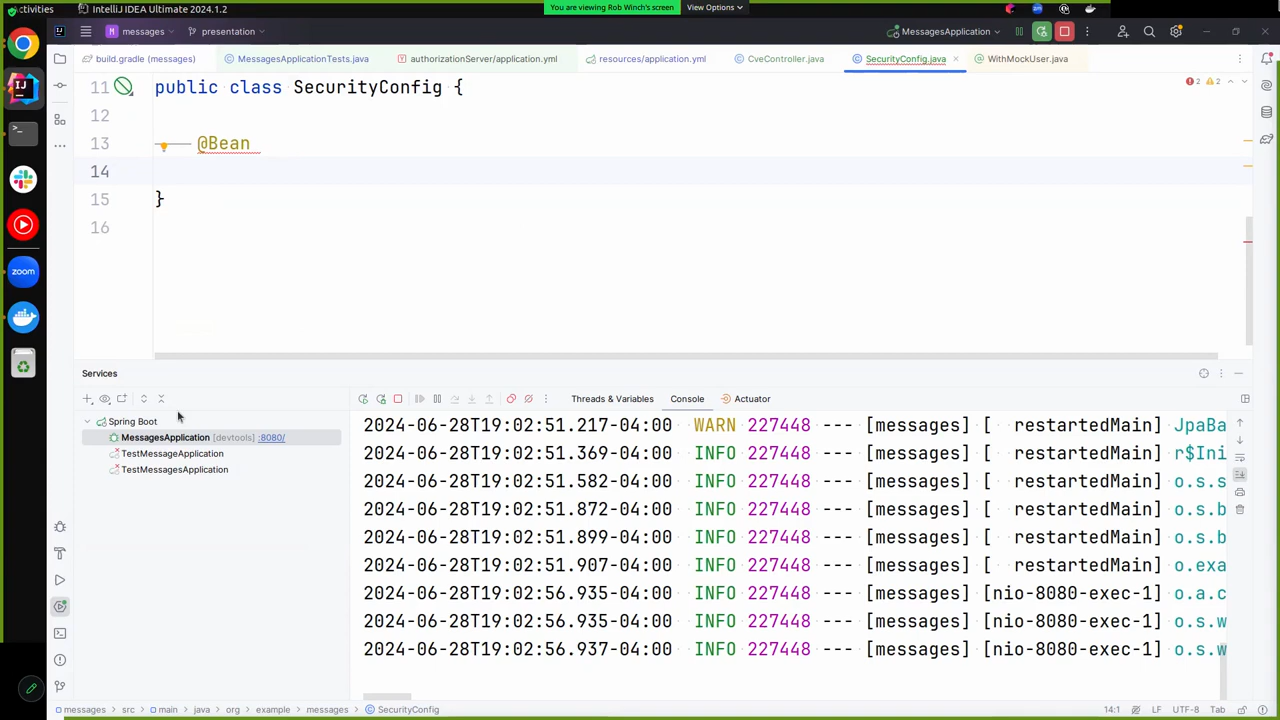 Activities
IntelliJ IDEA Ultimate 2024.1.2
You are viewing Rob Winch's screen
View Options
messages
presentation
MessagesApplication
build.gradle (messages)
MessagesApplicationTests.java
authorizationServer/application.yml
resources/application.yml
CveController.java
SecurityConfig.java
WithMockUser.java
11 public class SecurityConfig {
2 2
12
13 @Bean
14
15 }
16
Services
Threads & Variables
Console
Actuator
Spring Boot
MessagesApplication [devtools] :8080/
TestMessageApplication
TestMessagesApplication
2024-06-28T19:02:51.217-04:00 WARN 227448 --- [messages] [ restartedMain] JpaBa
2024-06-28T19:02:51.369-04:00 INFO 227448 --- [messages] [ restartedMain] r$Ini
2024-06-28T19:02:51.582-04:00 INFO 227448 --- [messages] [ restartedMain] o.s.s
2024-06-28T19:02:51.872-04:00 INFO 227448 --- [messages] [ restartedMain] o.s.b
2024-06-28T19:02:51.899-04:00 INFO 227448 --- [messages] [ restartedMain] o.s.b
2024-06-28T19:02:51.907-04:00 INFO 227448 --- [messages] [ restartedMain] o.exa
2024-06-28T19:02:56.935-04:00 INFO 227448 --- [messages] [nio-8080-exec-1] o.a.c
2024-06-28T19:02:56.935-04:00 INFO 227448 --- [messages] [nio-8080-exec-1] o.s.w
2024-06-28T19:02:56.937-04:00 INFO 227448 --- [messages] [nio-8080-exec-1] o.s.w
zoom
messages > src > main > java > org > example > messages > SecurityConfig
14:1
LF
UTF-8
Tab